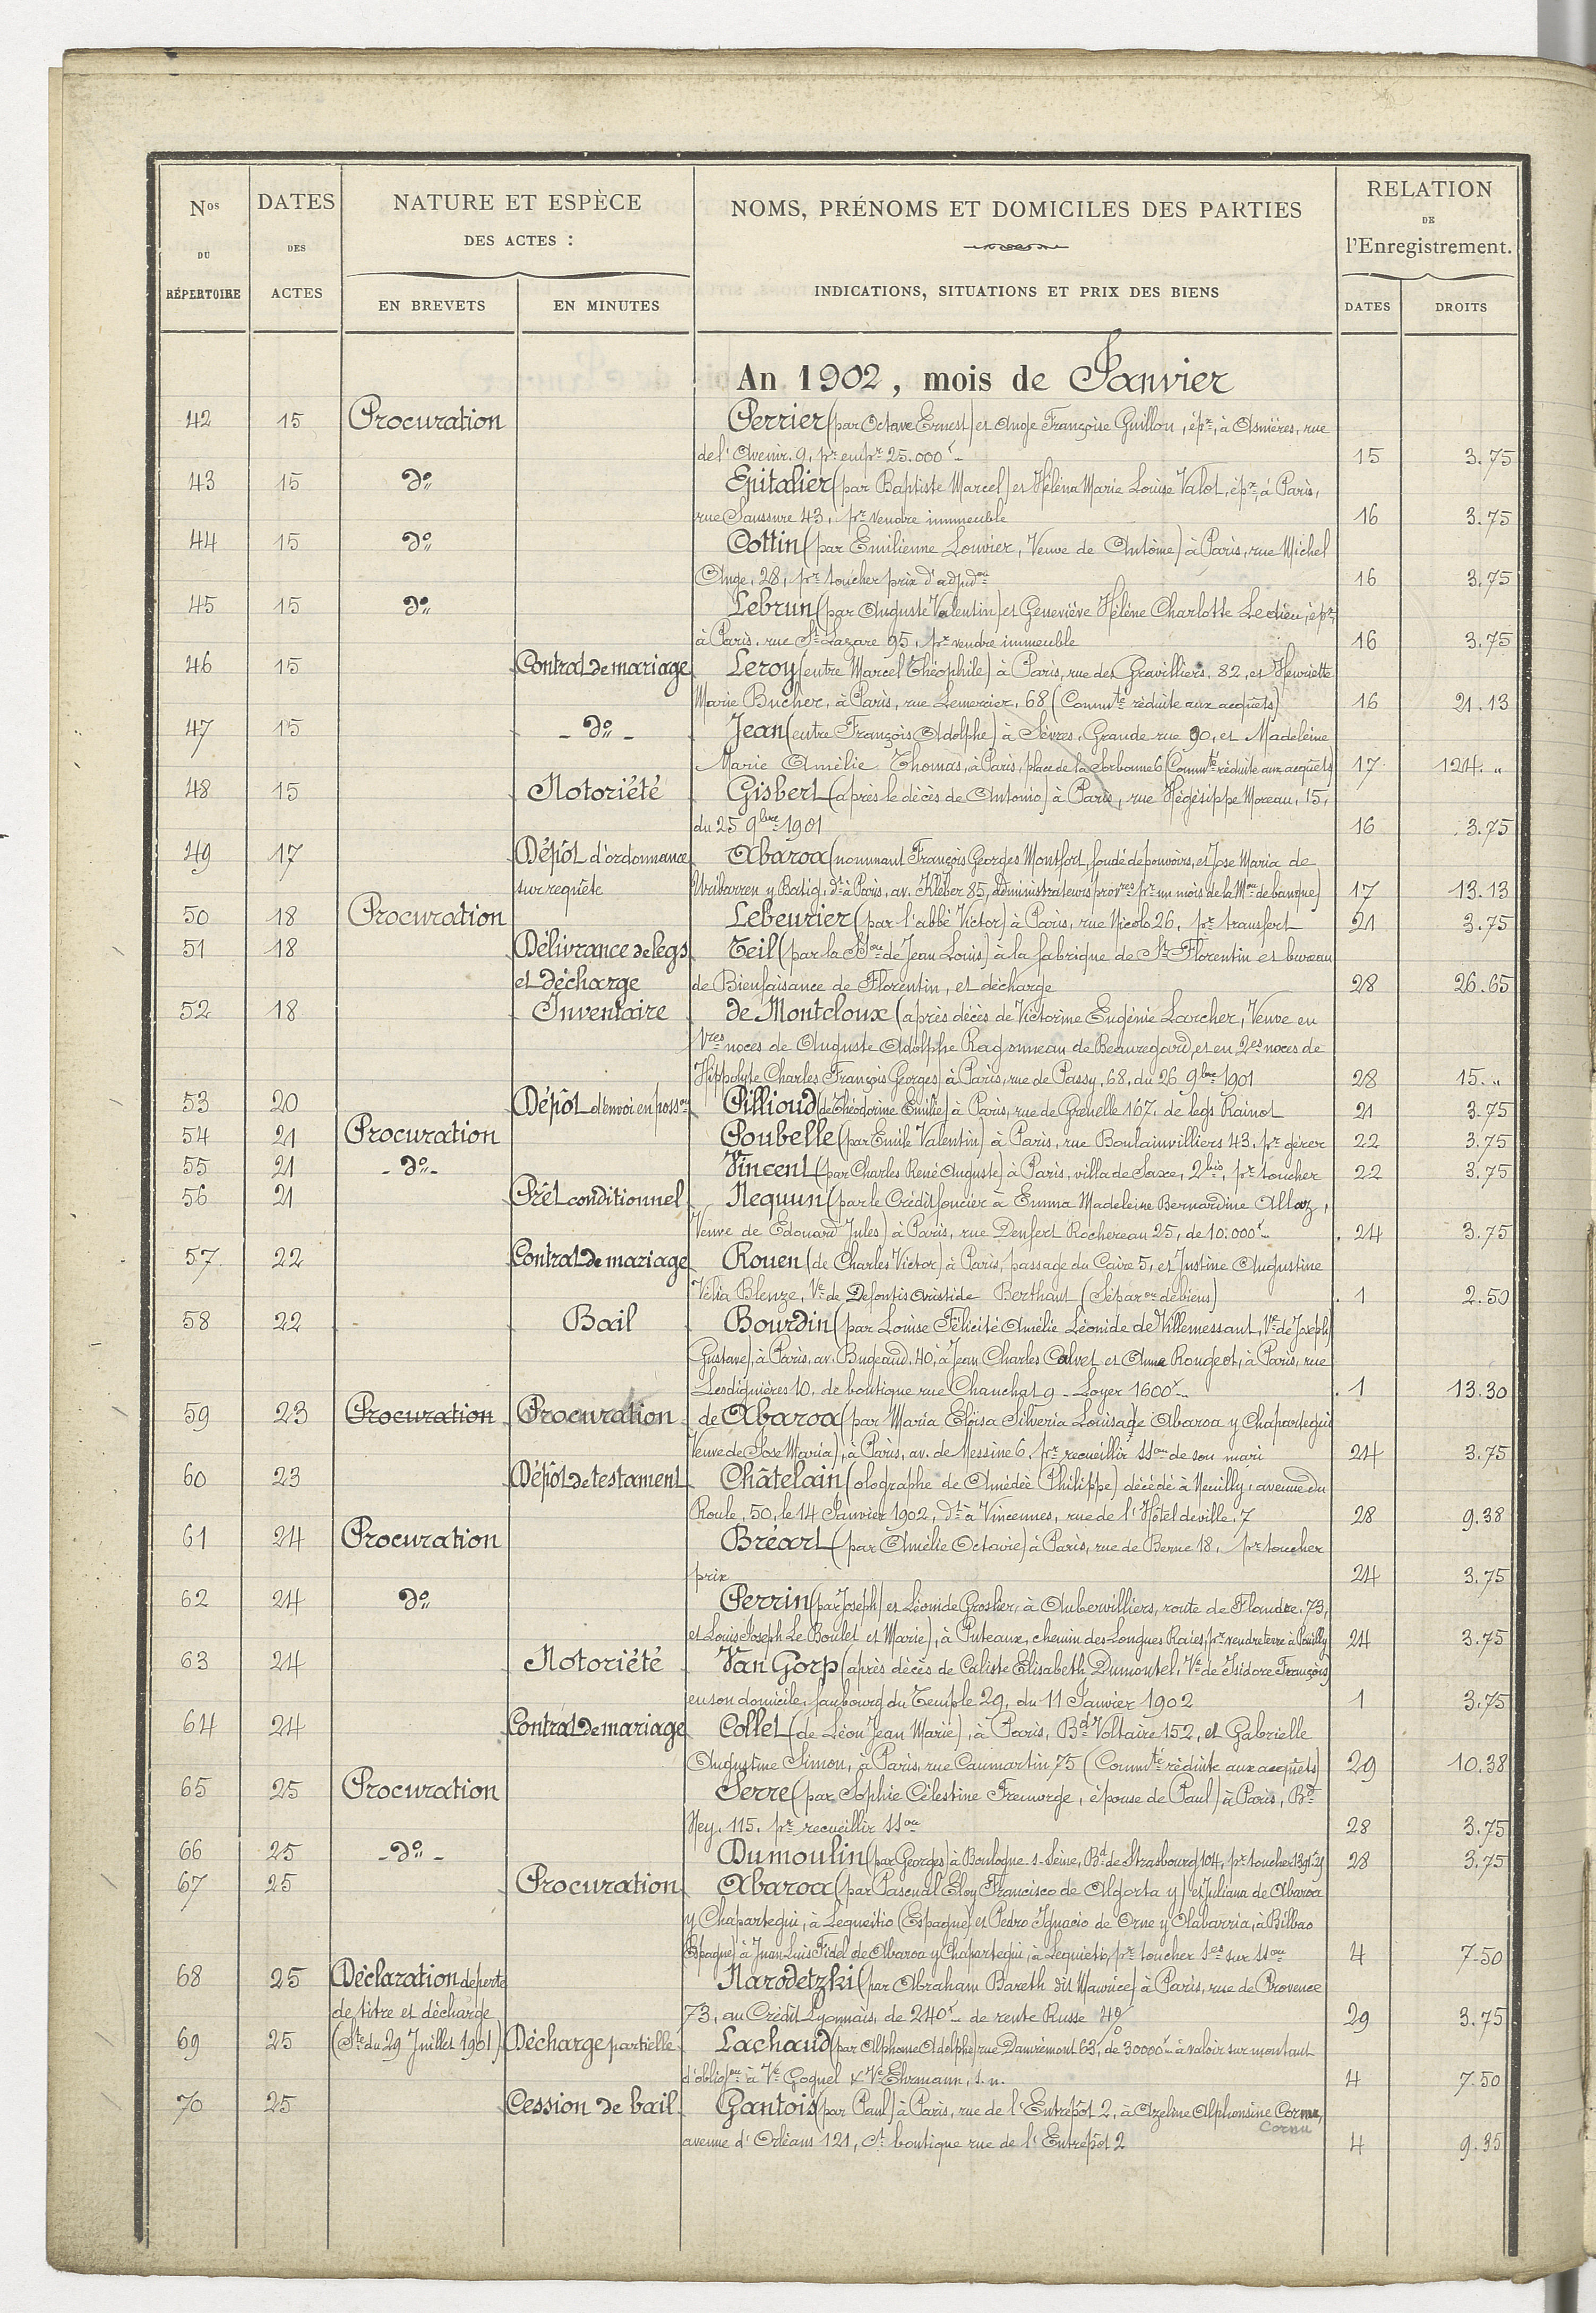 Nos DU RÉPERTOIRE
DATES DES ACTES
NATURE ET ESPÈCE DES ACTES :
EN BREVETS
EN MINUTES
NOMS, PRÉNOMS ET DOMICILES DES PARTIES
INDICATIONS, SITUATIONS ET PRIX DES BIENS
RELATION DE l'Enregistrement.
DATES
DROITS
An 1902, mois de Janvier
42 15 Procuration Perrier (par Octave Ernest) et Ange Françoise Guillon, épx, à Asnières, rue
de l'Avenir. 9, pr empr 25.000f 15 3.75
43 15 do Epitalier (par Baptiste Marcel) et Héléna Marie Louise Valot, épx, à Paris,
rue Saussure 43, pr vendre immeuble 16 3.75
44 15 do Cottin (par Emilienne Louvier, Veuve de Antoine) à Paris, rue Michel
Ange, 28, pr toucher prix d'adjudon 16 3.75
45 15 do Lebrun (par Auguste Valentin) et Geneviève Hélène Charlotte Ledieu, épx,
à Paris, rue St Lazare 95, pr vendre immeuble 16 3.75
46 15 Contrat de mariage Leroy (entre Marcel Théophile) à Paris, rue des Gravilliers. 82, et Henriette
Marie Bucher, à Paris, rue Lemercier, 68 (Commté réduite aux acquêts) 16 21.13
47 15 - do - Jean (entre François Adolphe) à Sèvres, Grande rue 90, et Madeleine
Marie Amélie Thomas, à Paris, place de la Sorbonne 6 (Commté réduite aux acquêts) 17 124. "
48 15 Notoriété Gisbert (après le décès de Antonio) à Paris, rue Hégésippe Moreau, 15,
du 25 9bre 1901 16 3.75
49 17 Dépôt d'ordonnance Abaroa (nommant François Georges Montfort, fondé de pouvoirs, et Jose Maria de
sur requête Uribarren y Batiq, dt à Paris, av. Kléber 85, administrateurs provres pr un mois de la Mon de banque) 17 13.13
50 18 Procuration Lebeurier (par l'abbé Victor) à Paris, rue Nicolo 26, pr transfert 21 3.75
51 18 Délivrance de legs Teil (par la Son de Jean Louis) à la fabrique de St Florentin et bureau
et décharge de Bienfaisance de Florentin, et décharge 28 26.65
52 18 Inventaire de Montcloux (après décès de Victorine Eugénie Larcher, Veuve en
1res noces de Auguste Adolphe Ragonneau de Beauregard, et en 2es noces de
Hippolyte Charles François Georges) à Paris, rue de Passy, 68, du 26 9bre 1901 28 15. "
53 20 Dépôt d'envoi en posson Pillioud (de Théodorine Emilie) à Paris, rue de Grenelle 167, de legs Rainot 21 3.75
54 21 Procuration Poubelle (par Emile Valentin) à Paris, rue Boulainvilliers 43, pr gérer 22 3.75
55 21 - do - Vincent (par Charles René Auguste) à Paris, villa de Saxe, 2bis, pr toucher 22 3.75
56 21 Prêt conditionnel Nequun (par le Crédit foncier à Emma Madeleine Bernardine Allaz,
Veuve de Edouard Jules) à Paris, rue Denfert Rochereau 25, de 10.000f 24 3.75
57 22 Contrat de mariage Rouen (de Charles Victor) à Paris, passage du Caire 5, et Justine Augustine
Blenze, Ve de Defontis Aristide Berthaut (Séparon de biens) 1 2.50
58 22 Bail Bourdin (par Louise Félicité Amélie Léonide de Villemessant, Ve de Joseph
Gustave), à Paris, av. Bugeaud. 40, à Jean Charles Calvet et Anna Rougeot, à Paris, rue
Lesdiguières 10, de boutique rue Chauchat 9 - Loyer 1600f 1 13.30
59 23 Procuration Procuration de Abaroa (par Maria Eloisa Silveria Louisa de Abaroa y Chapartegui
Veuve de Jose Maria), à Paris, av. de Messine 6, pr recueillir sson de son mari 24 3.75
60 23 Dépôt de testament Châtelain (olographe de Amédée Philippe) décédé à Neuilly, avenue du
Roule, 50, le 14 Janvier 1902, dt à Vincennes, rue de l'Hôtel de ville. 7 28 9.38
61 24 Procuration Bréart (par Amélie Octavie) à Paris, rue de Berne 18, pr toucher
prix 24 3.75
62 24 do Perrin (par Joseph) et Léonide Groslier, à Aubervilliers, route de Flandre. 73,
et Louis Joseph Le Boulet et Marie), à Puteaux, chemin des Longues Raies, pr vendre terre à Pouilly 24 3.75
63 24 Notoriété Van Gorp (après décès de Caliste Elisabeth Dumontel, Ve de Isidore François)
en son domicile, faubourg du Temple 29, du 11 Janvier 1902 1 3.75
64 24 Contrat de mariage Collet (de Léon Jean Marie), à Paris, Bd Voltaire 152, et Gabrielle
Augustine Simon, à Paris, rue Caumartin 75 (Commté réduite aux acquêts) 29 10.38
65 25 Procuration Serre (par Sophie Célestine Fremorge, épouse de Paul) à Paris, Bd
Ney, 115, pr recueillir sson 28 3.75
66 25 - do - Dumoulin (par Georges) à Boulogne s. Seine, Bd de Strasbourg 104, pr toucher 28 3.75
67 25 Procuration Abaroa (par Pascual Eloy Francisco de Algorta y) et Juliana de Abaroa
y Chapartegui, à Lequeitio (Espagne) et Pedro Ignacio de Orne y Olabarria, à Bilbao
(Espagne) à Juan Luis Fidel de Abaroa y Chapartegui, à Lequietio, pr toucher ses sur sson 4 7.50
68 25 Déclaration de perte Narodetzki (par Abraham Bareth dit Maurice) à Paris, rue de Provence
de titre et décharge 73, au Crédit Lyonnais, de 240f de rente Russe 4% 29 3.75
69 25 (Ste du 29 Juillet 1901) Décharge partielle Lachaud (par Alphonse Adolphe) rue Damrémont 63, de 30000f à valoir sur montant
d'obligon à Ve Goguel & Ve Ehrmann, s. n. 4 7.50
70 25 Cession de bail Gantois (par Paul) à Paris, rue de l'Entrepôt 2, à Azeline Alphonsine Cornu,
Cornu
avenue d'Orléans 121, dt boutique rue de l'Entrepôt 2 4 9.35